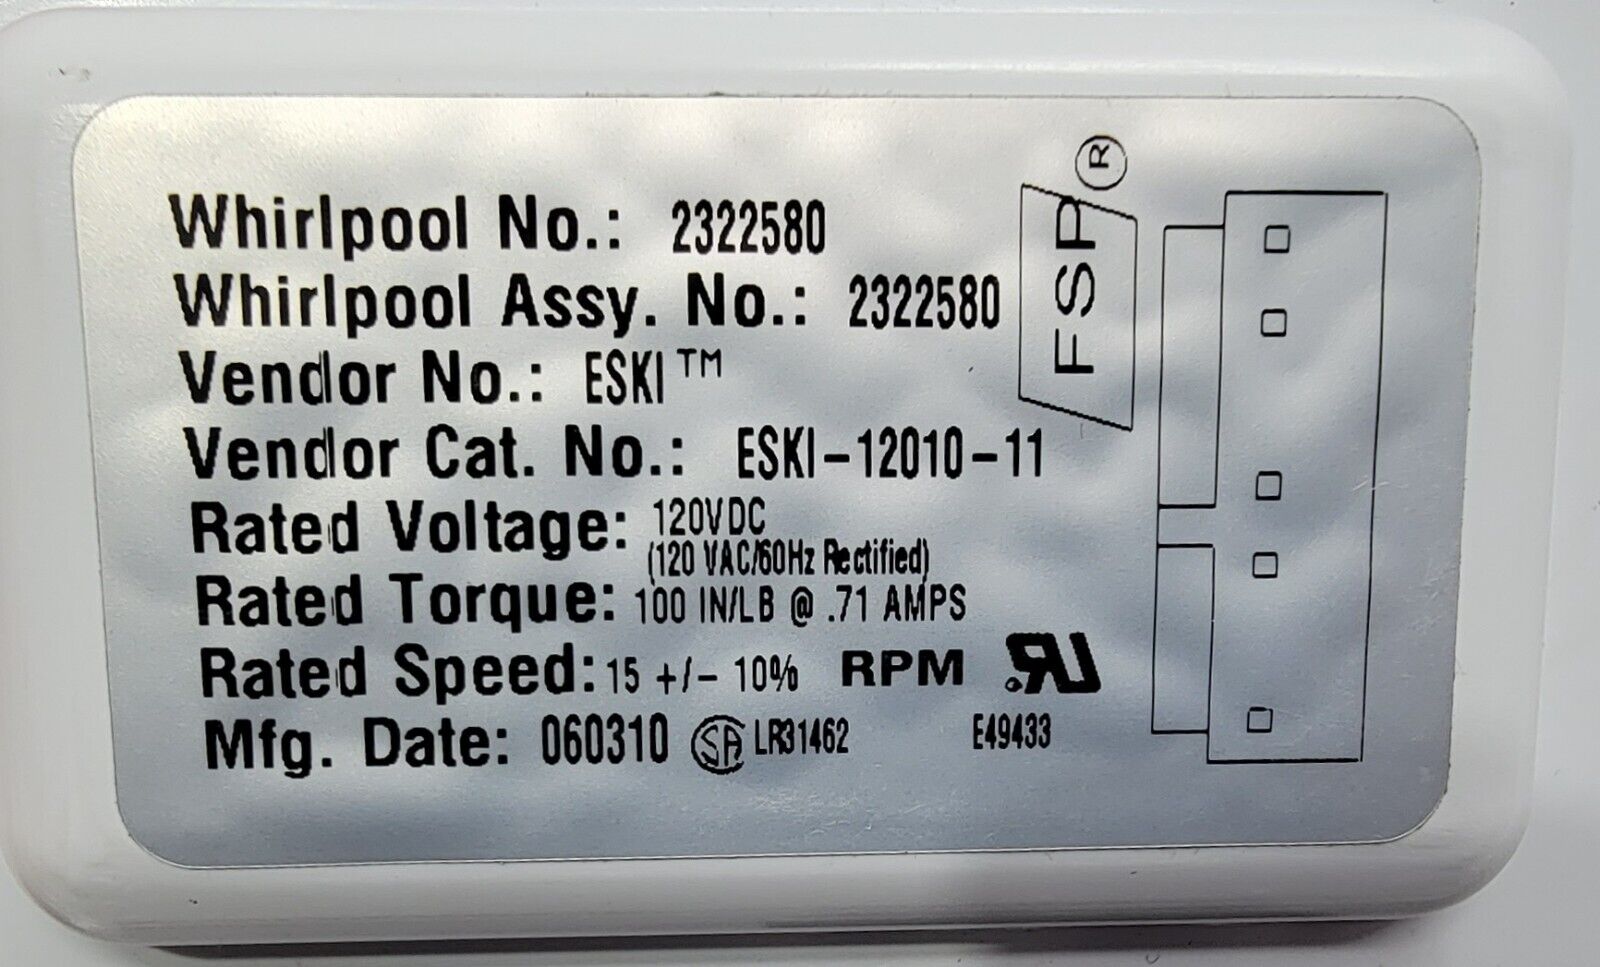 Whirlpool No.: 2322580
Whirlpool Assy. No.: 2322580
Vendor No.: ESKI™
Vendor Cat. No.: ESKI-12010-11
Rated Voltage: 120VDC
(120 VAC/60Hz Rectified)
Rated Torque: 100 IN/LB @ .71 AMPS
Rated Speed: 15 +/- 10% RPM
Mfg. Date: 060310 SA LR31462 E49433
FSP®